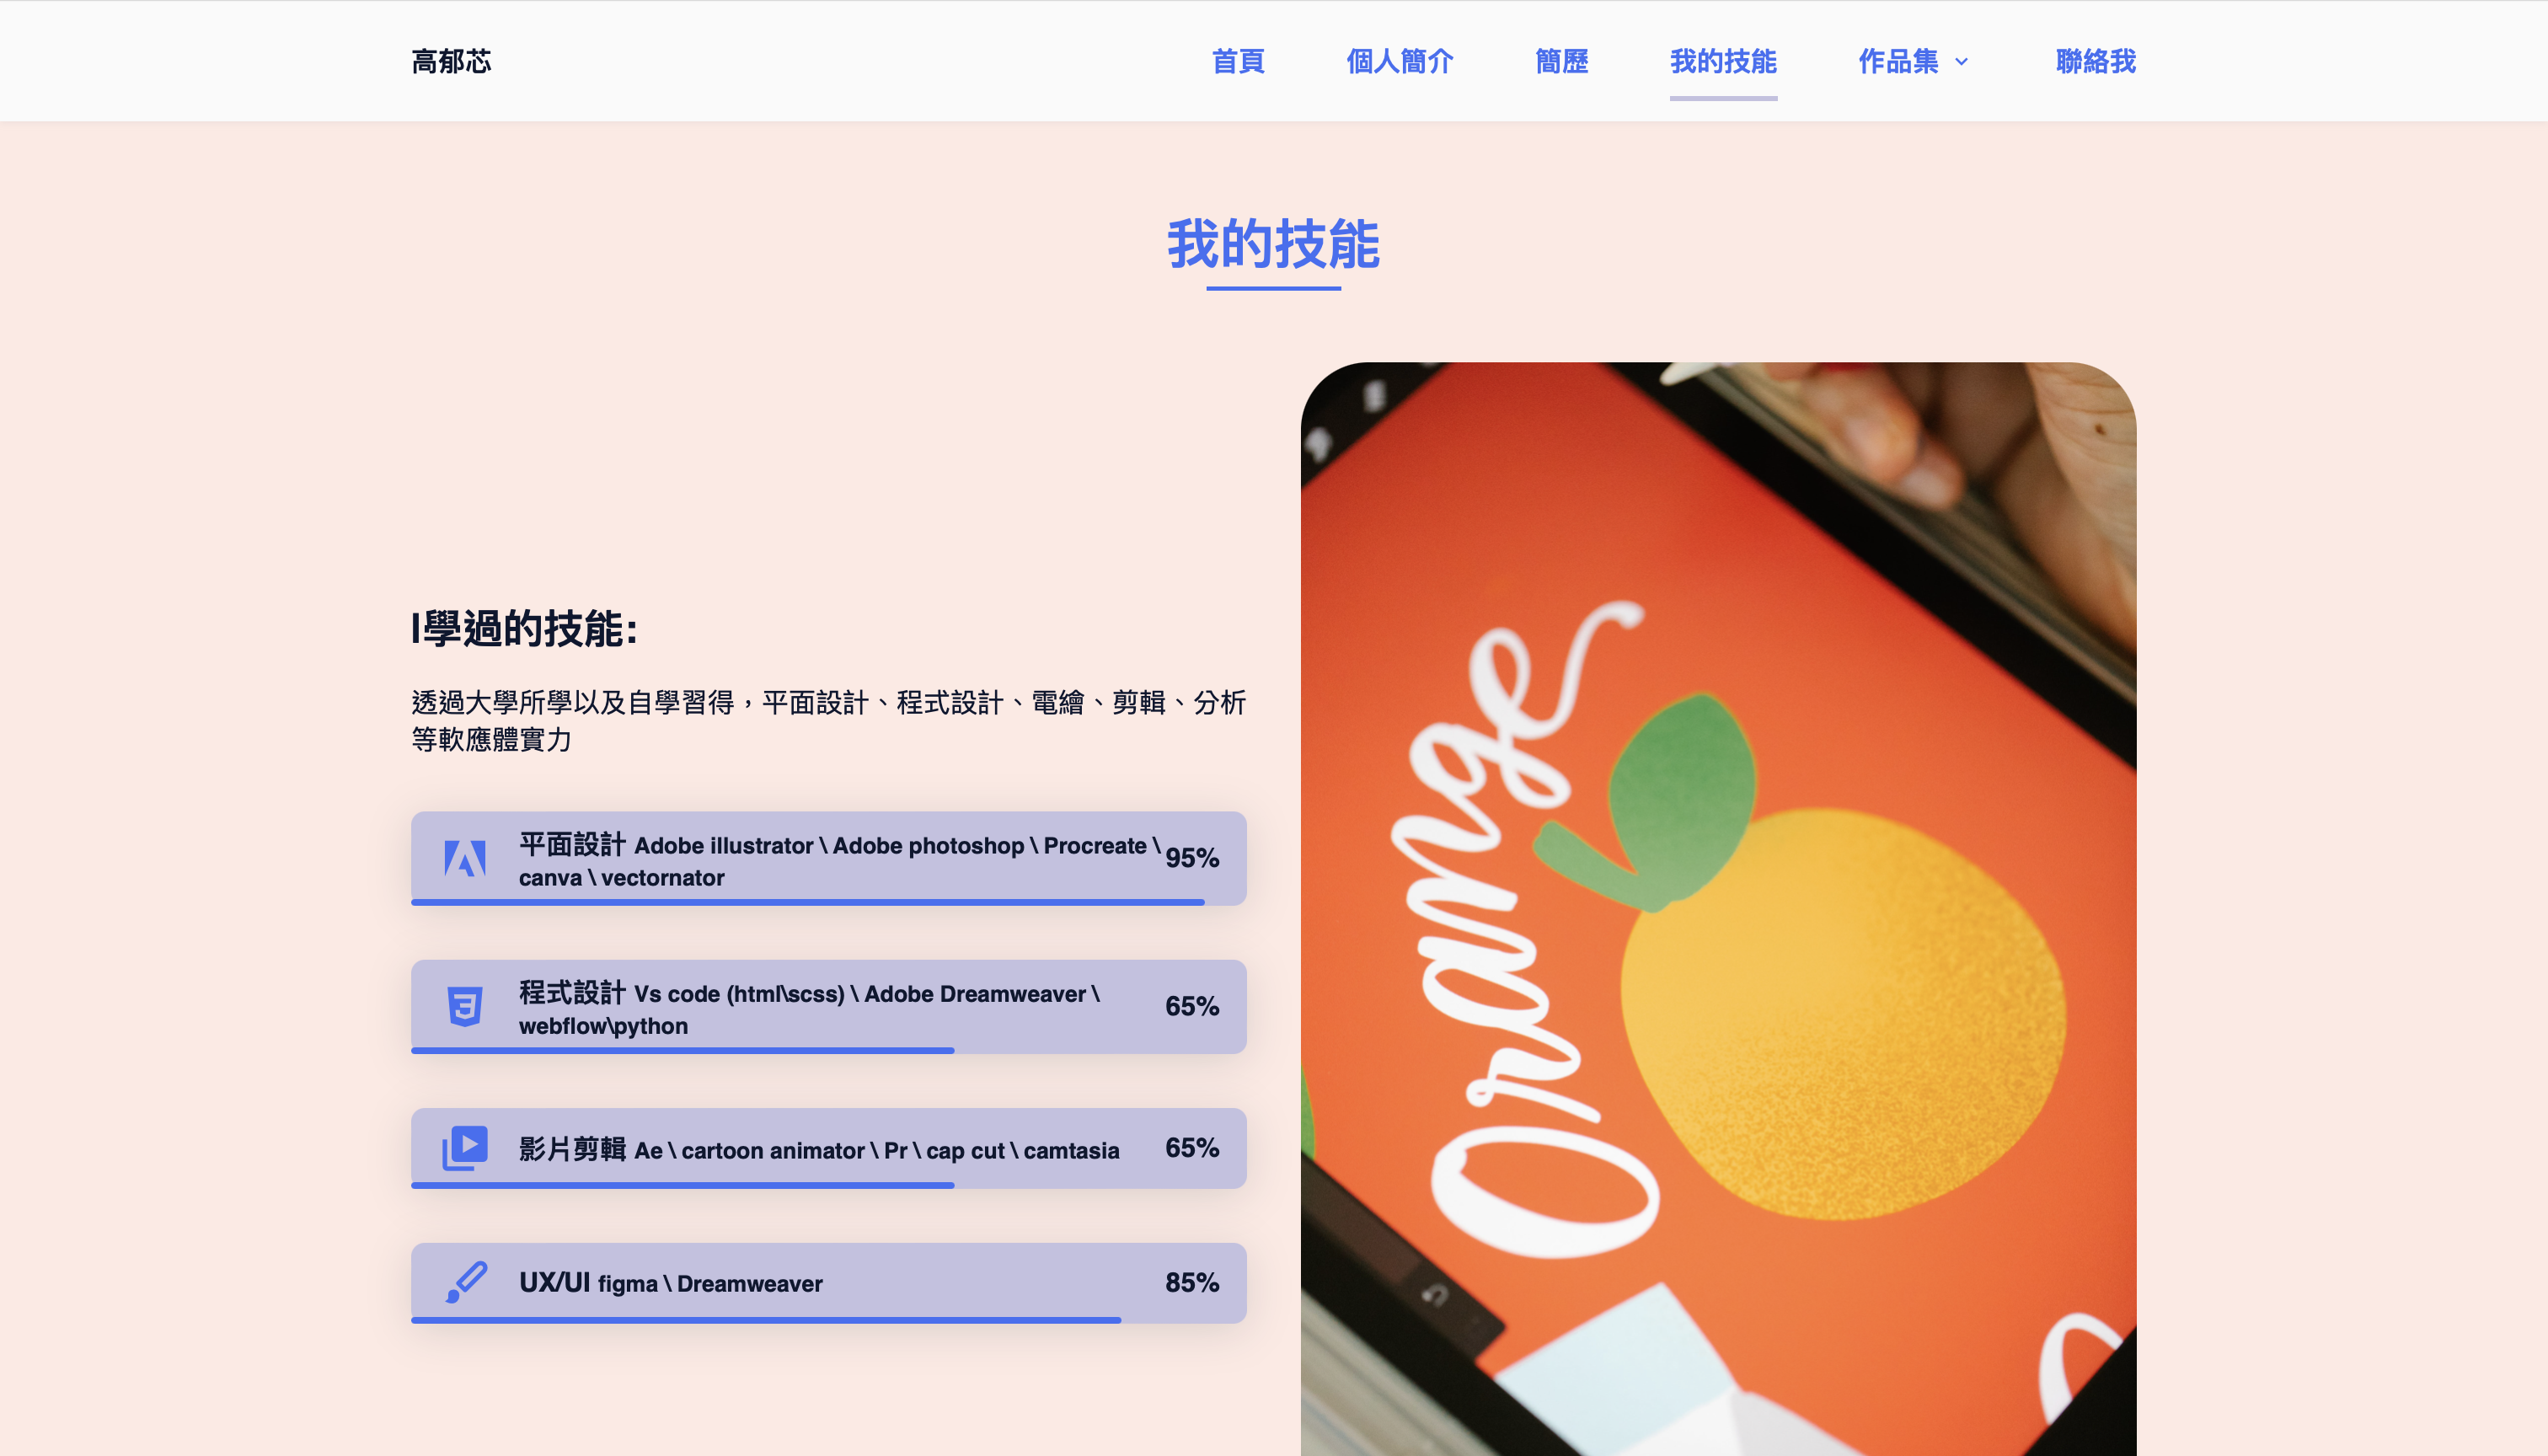 高郁芯
首頁 個人簡介 簡歷 我的技能 作品集 聯絡我
我的技能
I學過的技能:
透過大學所學以及自學習得，平面設計、程式設計、電繪、剪輯、分析
等軟應體實力
平面設計 Adobe illustrator \ Adobe photoshop \ Procreate \
canva \ vectornator
95%
程式設計 Vs code (html\scss) \ Adobe Dreamweaver \
webflow\python
65%
影片剪輯 Ae \ cartoon animator \ Pr \ cap cut \ camtasia
65%
UX/UI figma \ Dreamweaver
85%
Orange